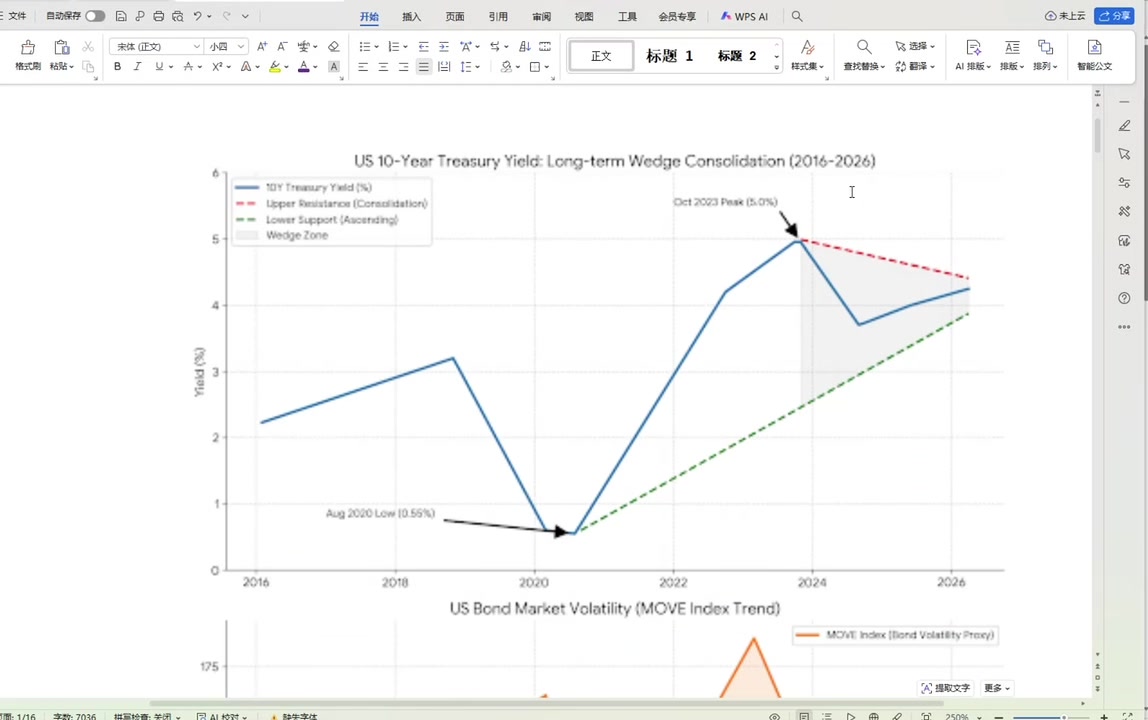 文件 自动保存 开始 插入 页面 引用 审阅 视图 工具 会员专享 WPS AI 未上云 分享
宋体 (正文) 小四 正文 标题 1 标题 2
格式刷 粘贴 B I U A X² A A A 样式集 查找替换 选择 翻译 AI 排版 排版 排列 智能公文
US 10-Year Treasury Yield: Long-term Wedge Consolidation (2016-2026)
10Y Treasury Yield (%)
Upper Resistance (Consolidation)
Lower Support (Ascending)
Wedge Zone
Oct 2023 Peak (5.0%)
Aug 2020 Low (0.55%)
Yield (%)
6
5
4
3
2
1
0
2016 2018 2020 2022 2024 2026
US Bond Market Volatility (MOVE Index Trend)
MOVE Index (Bond Volatility Proxy)
175
提取文字 更多
页面: 1/16 字数: 7036 拼写检查: 关闭 AI 校对 缺失字体 250%